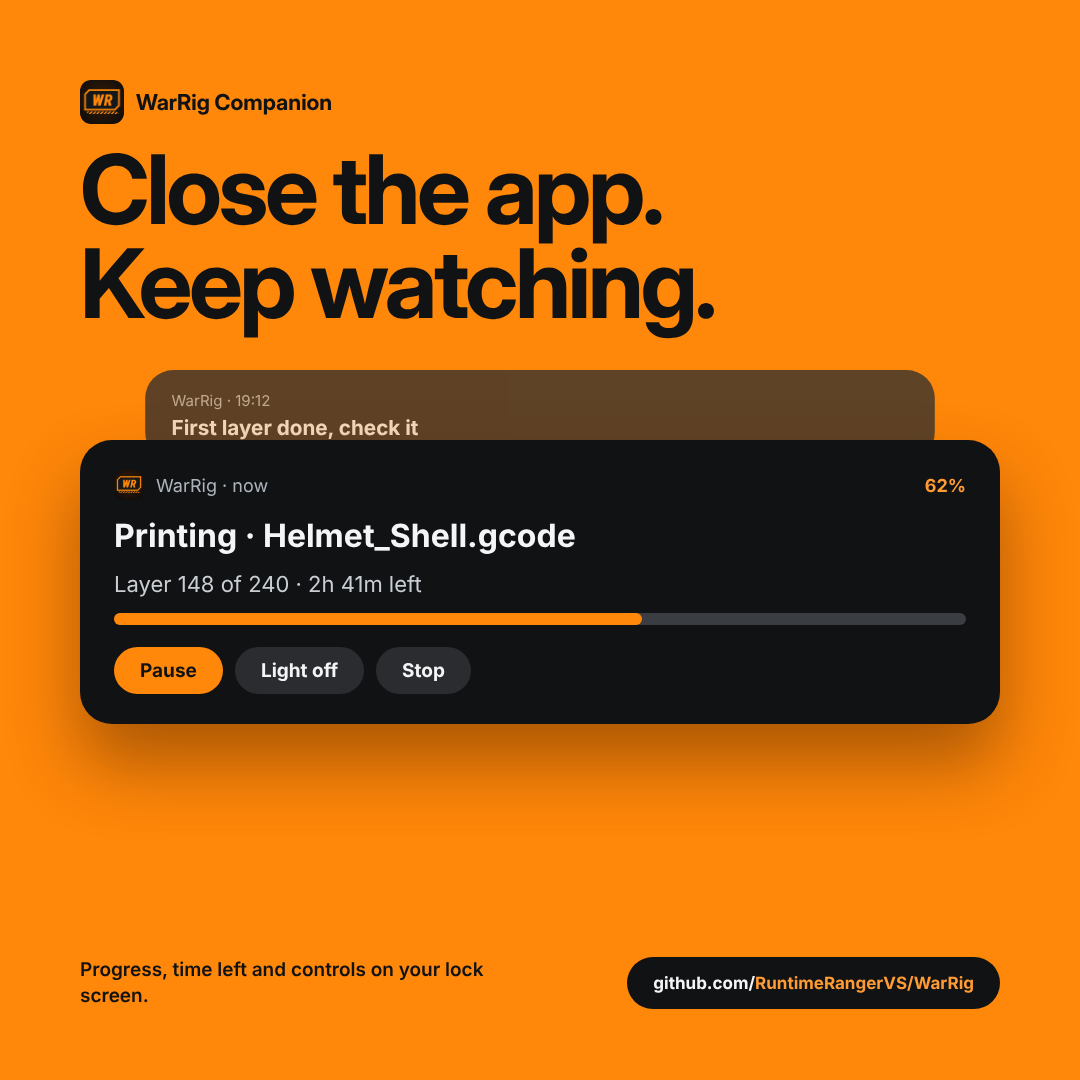 WR
WarRig Companion
Close the app.
Keep watching.
WarRig · 19:12
First layer done, check it
WR
WarRig · now
62%
Printing · Helmet_Shell.gcode
Layer 148 of 240 · 2h 41m left
Pause
Light off
Stop
Progress, time left and controls on your lock
screen.
github.com/RuntimeRangerVS/WarRig